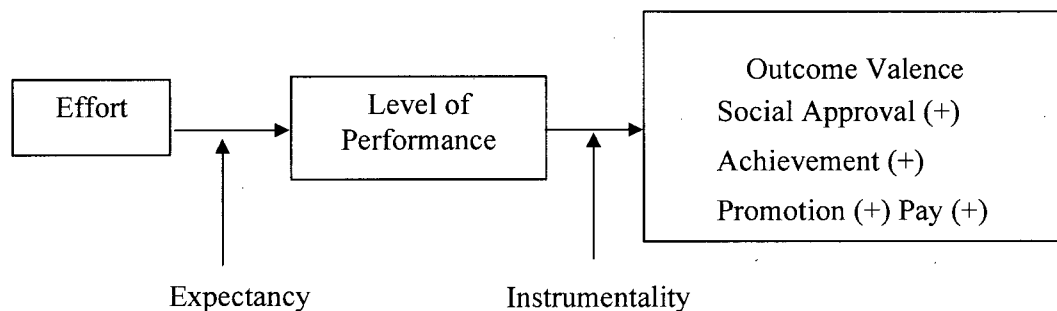 Effort
Level of
Performance
Outcome Valence
Social Approval (+)
Achievement (+)
Promotion (+) Pay (+)
Expectancy
Instrumentality